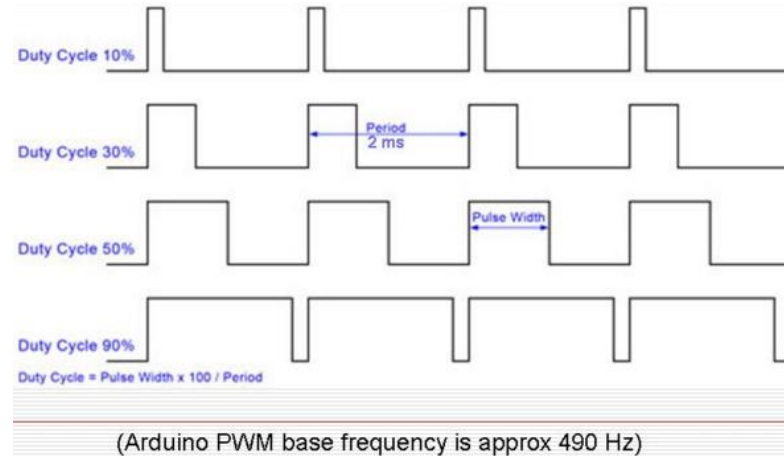 Duty Cycle 10%
Duty Cycle 30%
Period
2 ms
Duty Cycle 50%
Pulse Width
Duty Cycle 90%
Duty Cycle = Pulse Width x 100 / Period
(Arduino PWM base frequency is approx 490 Hz)